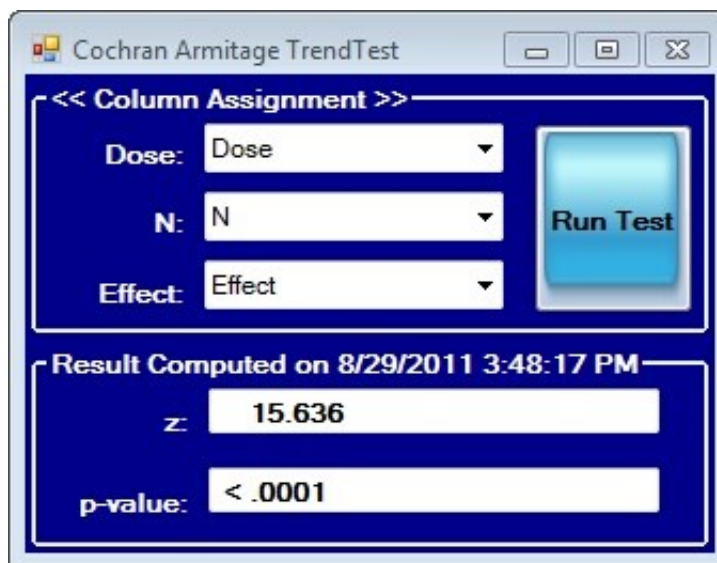 Cochran Armitage TrendTest
<< Column Assignment >>
Dose: Dose
N: N
Effect: Effect
Run Test
Result Computed on 8/29/2011 3:48:17 PM
z: 15.636
p-value: < .0001